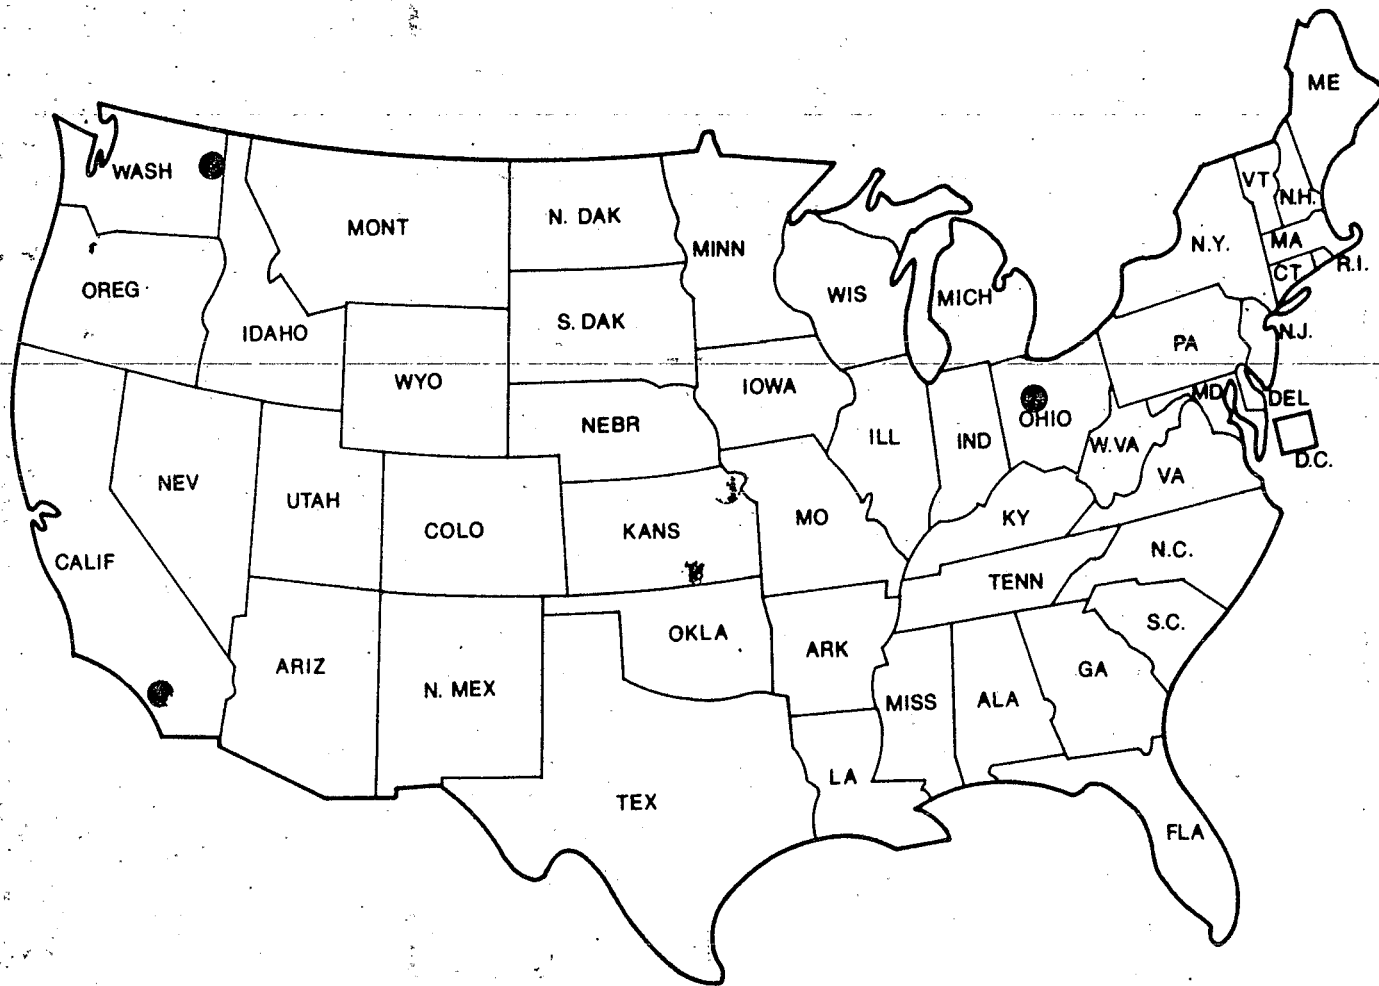 ME
WASH
VT
N.H.
N. DAK
MONT
N.Y.
MA
MINN
R.I.
CT
OREG
WIS
MICH
S. DAK
IDAHO
N.J.
PA
WYO
IOWA
MD
DEL
OHIO
NEBR
ILL
IND
W.VA
D.C.
VA
NEV
UTAH
MO
KY
COLO
KANS
N.C.
CALIF
TENN
S.C.
OKLA
ARK
ARIZ
GA
N. MEX
MISS
ALA
LA
TEX
FLA